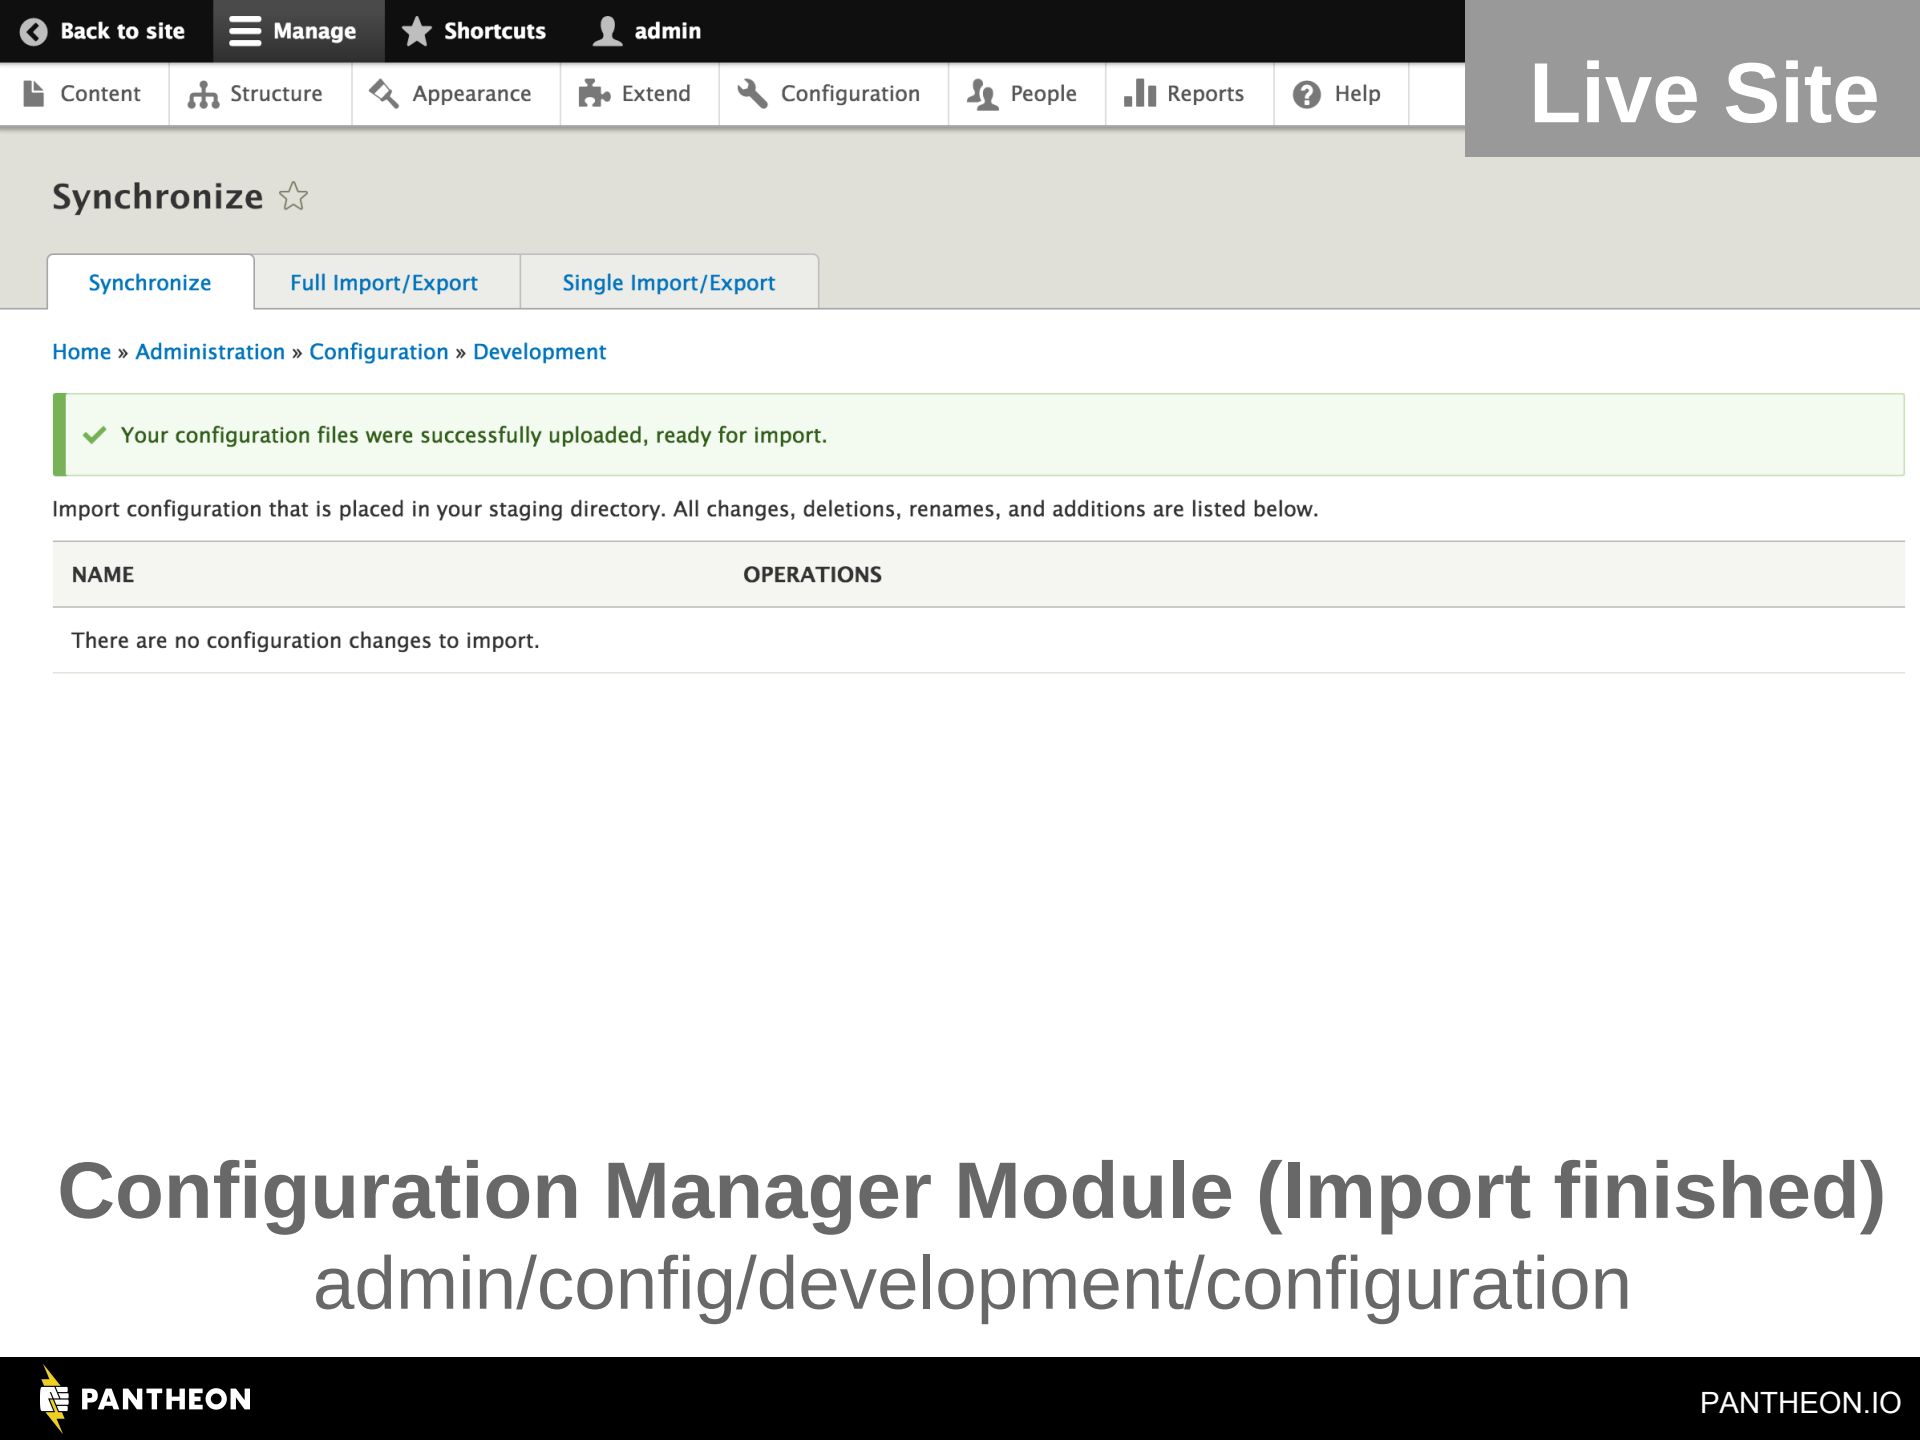 Back to site Manage Shortcuts admin
Live Site
Content Structure Appearance Extend Configuration People Reports Help
Synchronize
Synchronize Full Import/Export Single Import/Export
Home » Administration » Configuration » Development
Your configuration files were successfully uploaded, ready for import.
Import configuration that is placed in your staging directory. All changes, deletions, renames, and additions are listed below.
NAME OPERATIONS
There are no configuration changes to import.
Configuration Manager Module (Import finished)
admin/config/development/configuration
PANTHEON PANTHEON.IO